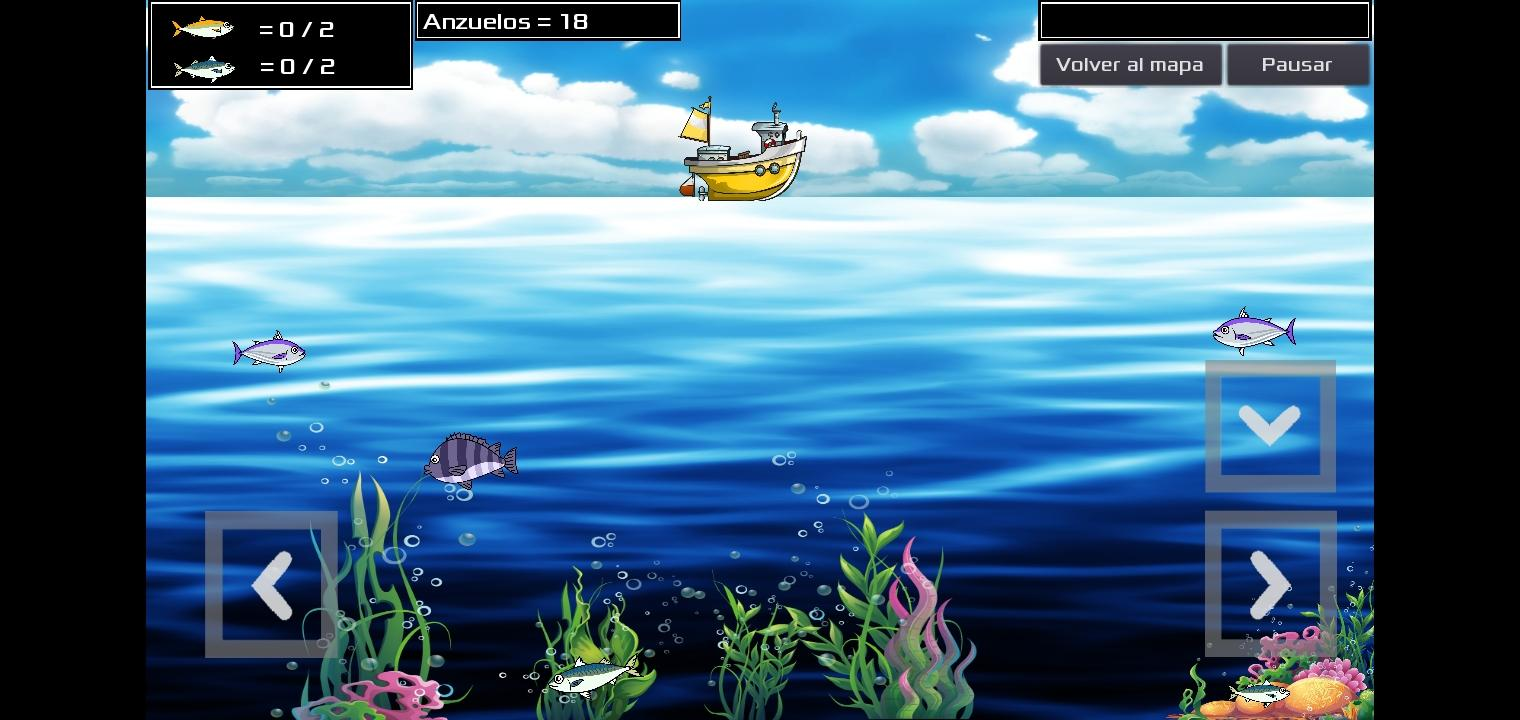 = 0 / 2
= 0 / 2
Anzuelos = 18
Volver al mapa
Pausar